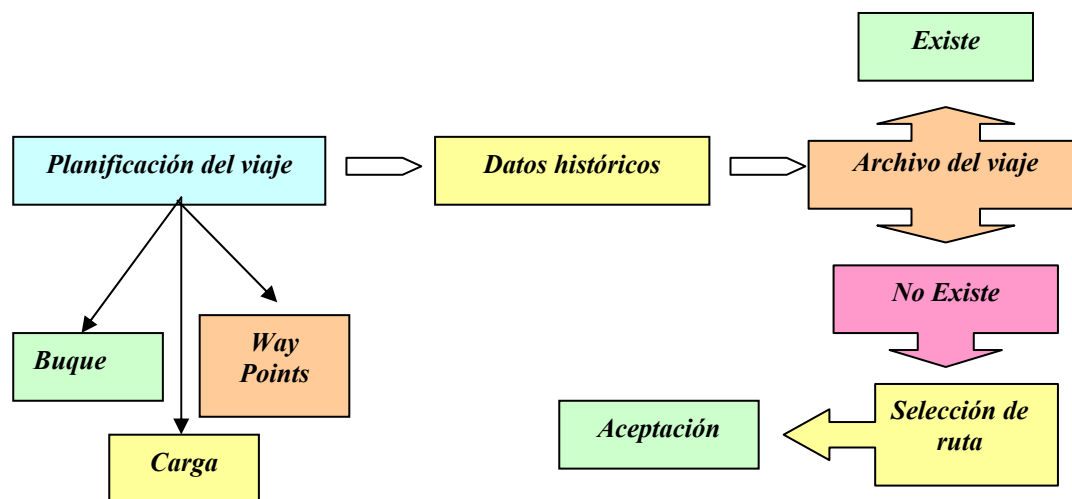 Existe
Planificación del viaje
Datos históricos
Archivo del viaje
No Existe
Buque
Way
Points
Carga
Selección de
ruta
Aceptación